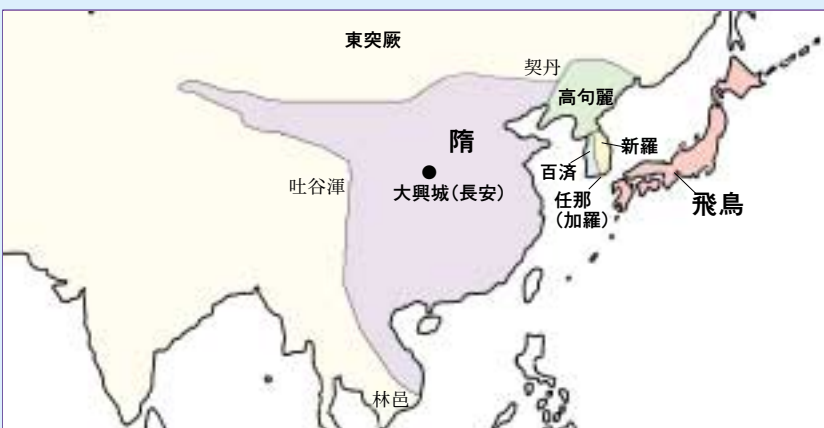 東突厥
契丹
高句麗
隋
新羅
百済
吐谷渾
大興城(長安)
任那
(加羅)
飛鳥
林邑